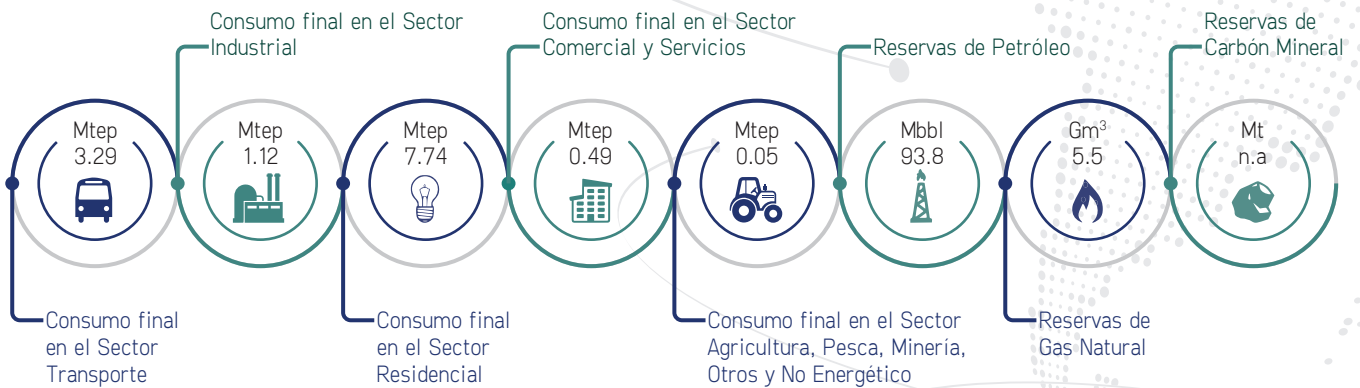 Consumo final en el Sector
Industrial
Consumo final en el Sector
Comercial y Servicios
Reservas de Petróleo
Reservas de
Carbón Mineral
Mtep
3.29
Mtep
1.12
Mtep
7.74
Mtep
0.49
Mtep
0.05
Mbbl
93.8
Gm³
5.5
Mt
n.a
Consumo final
en el Sector
Transporte
Consumo final
en el Sector
Residencial
Consumo final en el Sector
Agricultura, Pesca, Minería,
Otros y No Energético
Reservas de
Gas Natural